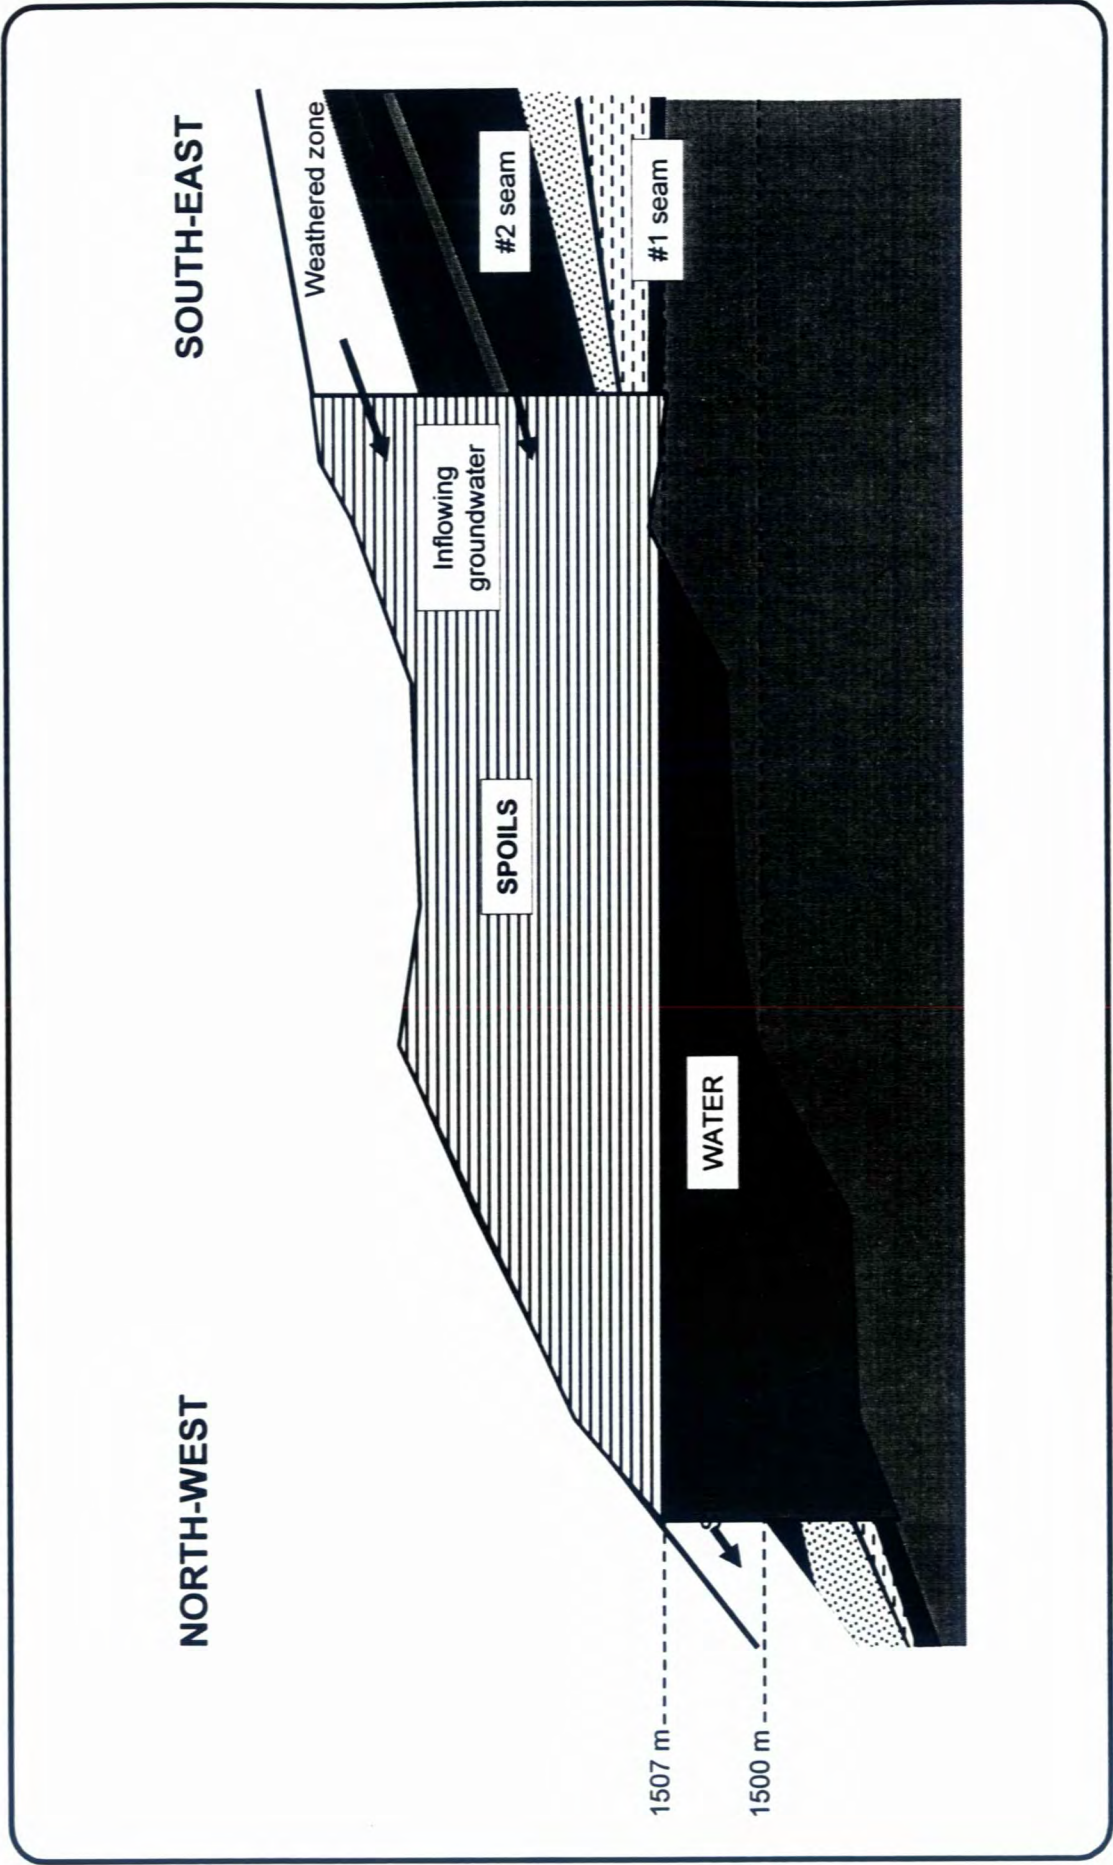 NORTH-WEST
SOUTH-EAST
Weathered zone
Inflowing
groundwater
#2 seam
SPOILS
#1 seam
WATER
1507 m
1500 m